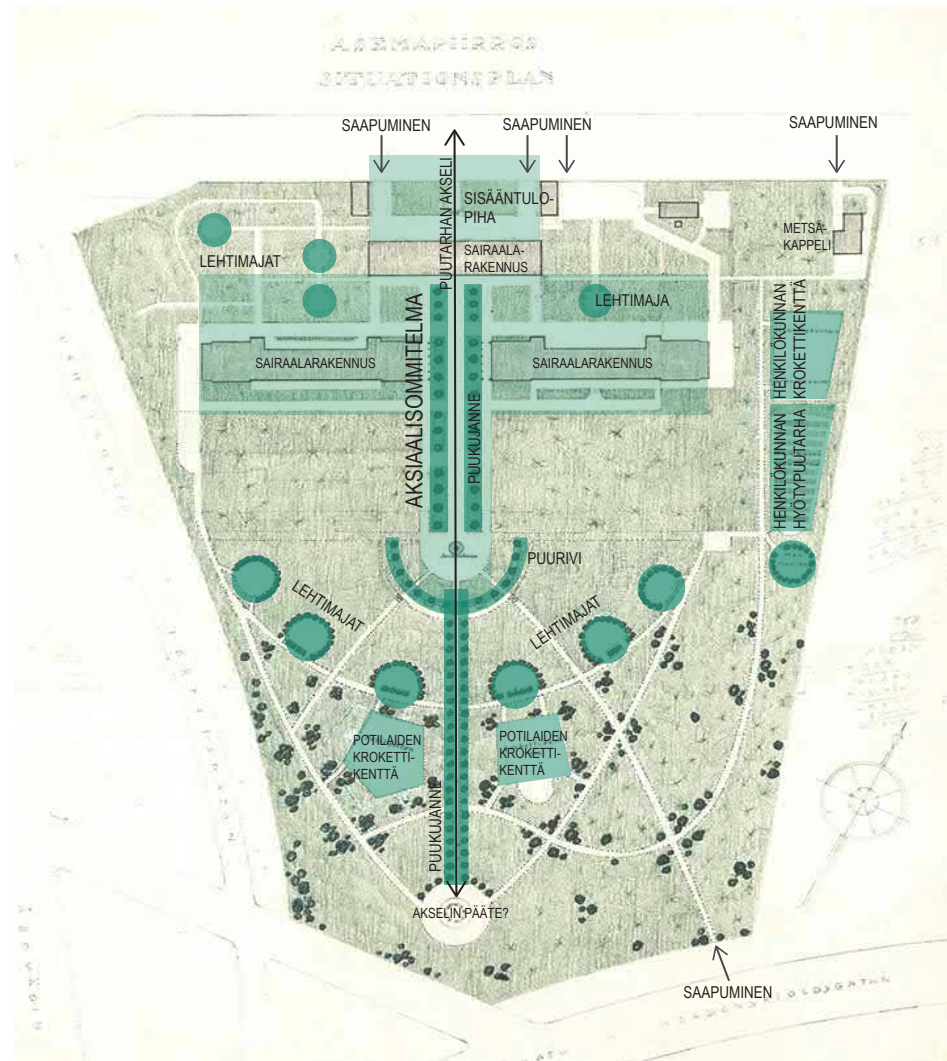 ASEMAPIIRROS
SITUATIONSPLAN
SAAPUMINEN
SAAPUMINEN
SAAPUMINEN
PUUTARHAN AKSELI
SISÄÄNTULO-
PIHA
METSÄ-
KAPPELI
SAIRAALA-
RAKENNUS
LEHTIMAJAT
LEHTIMAJA
HENKILÖKUNNAN
KROKETTIKENTTÄ
AKSIAALISOMMITELMA
SAIRAALARAKENNUS
SAIRAALARAKENNUS
PUUKUJANNE
HENKILÖKUNNAN
HYÖTYPUUTARHA
PUURIVI
LEHTIMAJAT
LEHTIMAJAT
POTILAIDEN
KROKETTI-
KENTTÄ
POTILAIDEN
KROKETTI-
KENTTÄ
PUUKUJANNE
AKSELIN PÄÄTE?
SAAPUMINEN
NORDENSKIOLDSGATAN